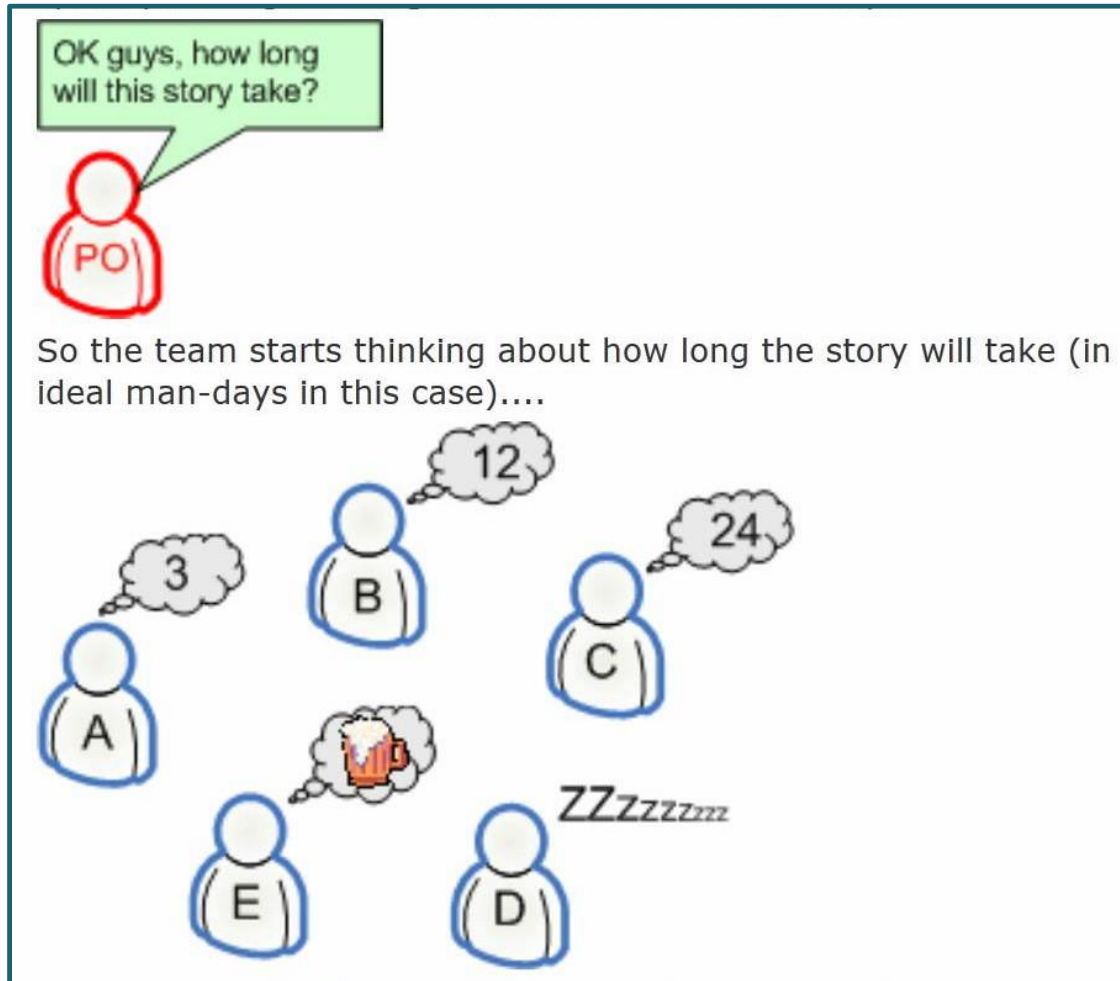 OK guys, how long
will this story take?
PO
So the team starts thinking about how long the story will take (in
ideal man-days in this case)....
12
24
3
B
C
A
ZZzzzzzzz
E
D